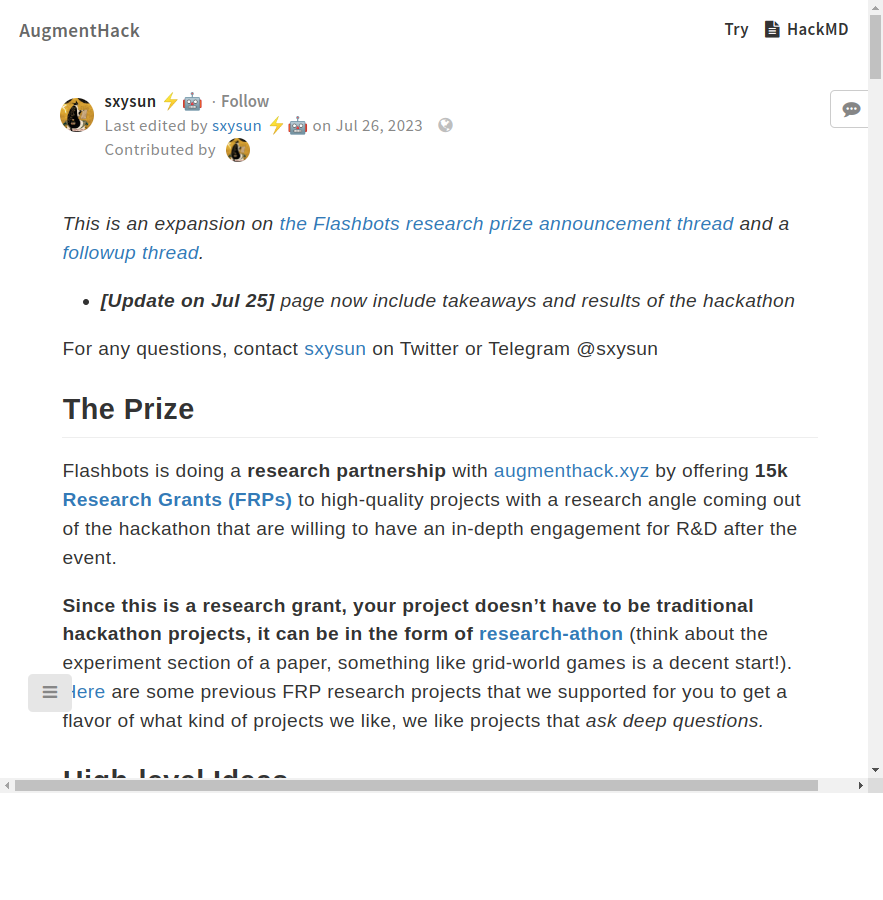 AugmentHack
Try HackMD
sxysun ⚡🤖 · Follow
Last edited by sxysun ⚡🤖 on Jul 26, 2023
Contributed by
This is an expansion on the Flashbots research prize announcement thread and a
followup thread.
• [Update on Jul 25] page now include takeaways and results of the hackathon
For any questions, contact sxysun on Twitter or Telegram @sxysun
The Prize
Flashbots is doing a research partnership with augmenthack.xyz by offering 15k
Research Grants (FRPs) to high-quality projects with a research angle coming out
of the hackathon that are willing to have an in-depth engagement for R&D after the
event.
Since this is a research grant, your project doesn’t have to be traditional
hackathon projects, it can be in the form of research-athon (think about the
experiment section of a paper, something like grid-world games is a decent start!).
Here are some previous FRP research projects that we supported for you to get a
flavor of what kind of projects we like, we like projects that ask deep questions.
High-level Ideas